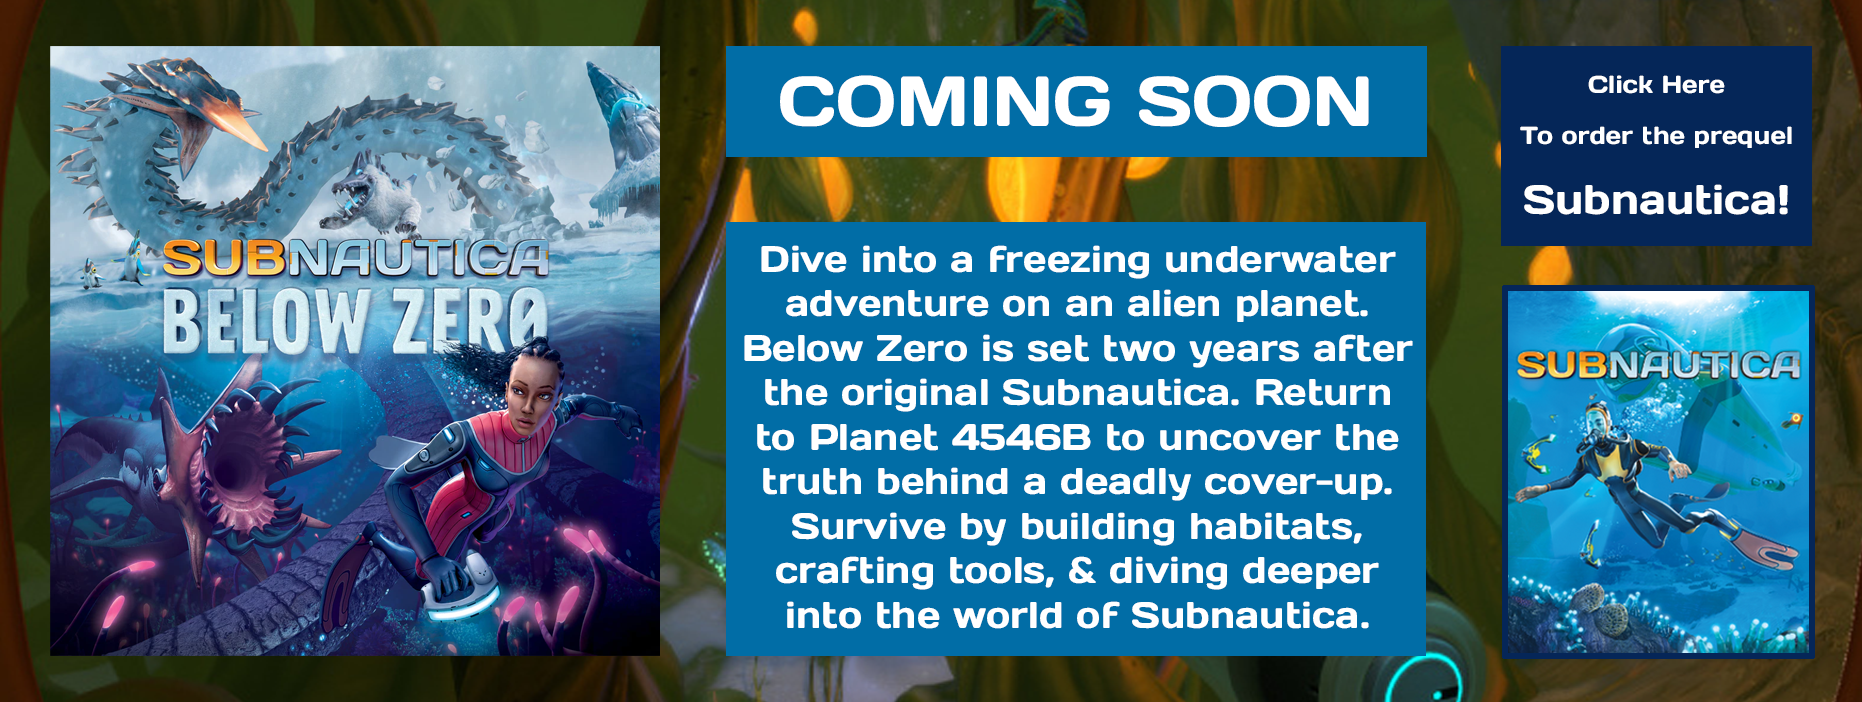 SUBNAUTICA
BELOW ZERO
COMING SOON
Dive into a freezing underwater
adventure on an alien planet.
Below Zero is set two years after
the original Subnautica. Return
to Planet 4546B to uncover the
truth behind a deadly cover-up.
Survive by building habitats,
crafting tools, & diving deeper
into the world of Subnautica.
Click Here
To order the prequel
Subnautica!
SUBNAUTICA